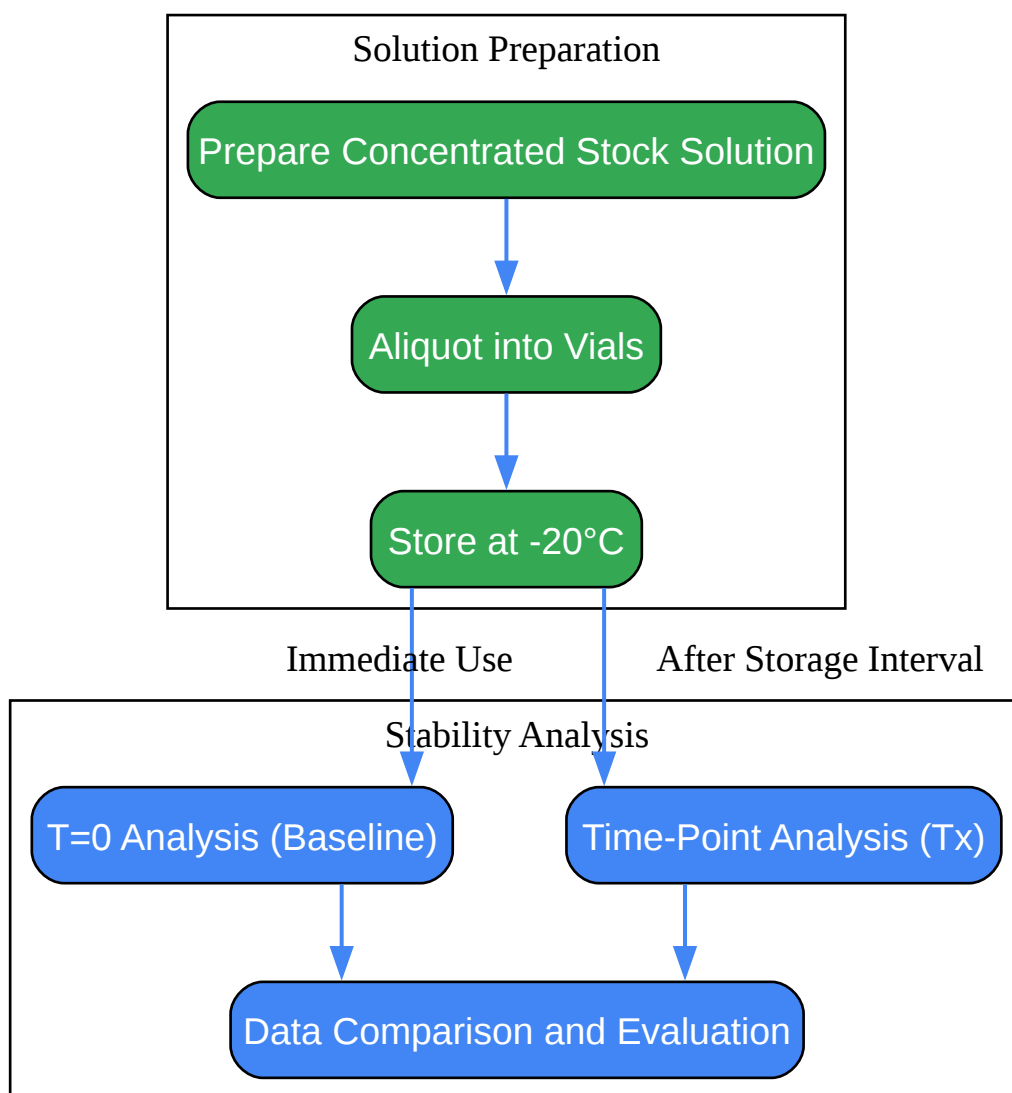 Solution Preparation
Prepare Concentrated Stock Solution
Aliquot into Vials
Store at -20°C
Immediate Use
After Storage Interval
Stability Analysis
T=0 Analysis (Baseline)
Time-Point Analysis (Tx)
Data Comparison and Evaluation